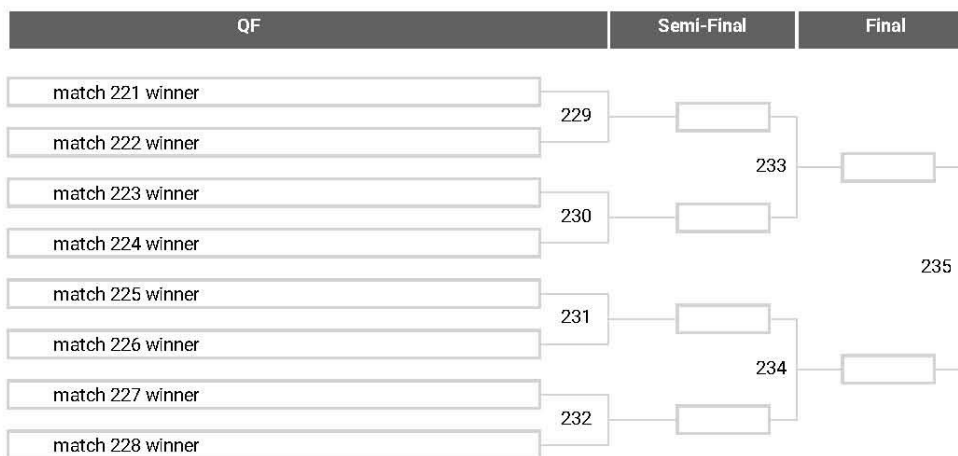 QF Semi-Final Final
match 221 winner
229
match 222 winner
233
match 223 winner
230
match 224 winner
235
match 225 winner
231
match 226 winner
234
match 227 winner
232
match 228 winner